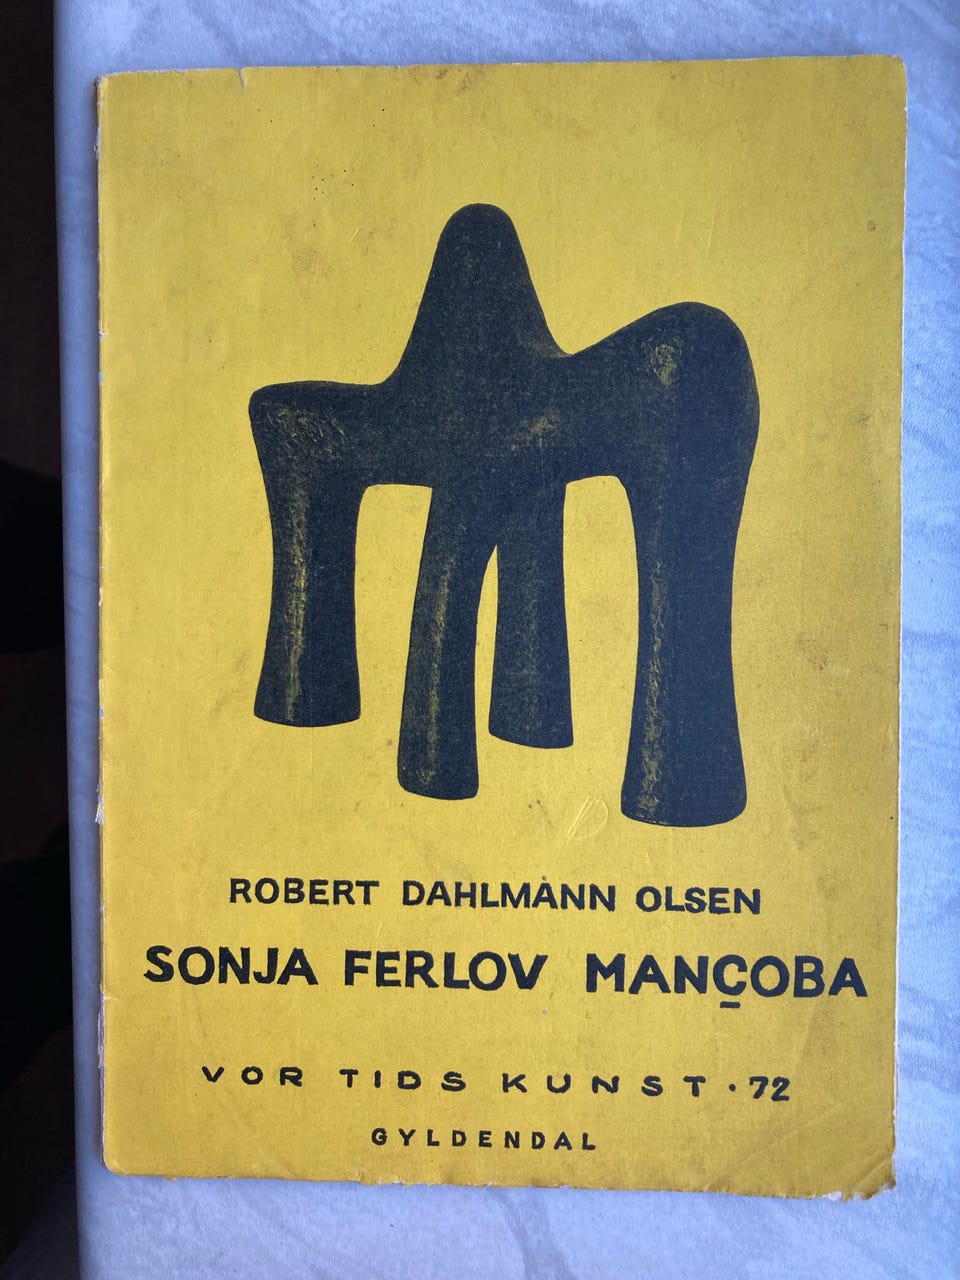 ROBERT DAHLMANN OLSEN
SONJA FERLOV MANÇOBA
VOR TIDS KUNST · 72
GYLDENDAL